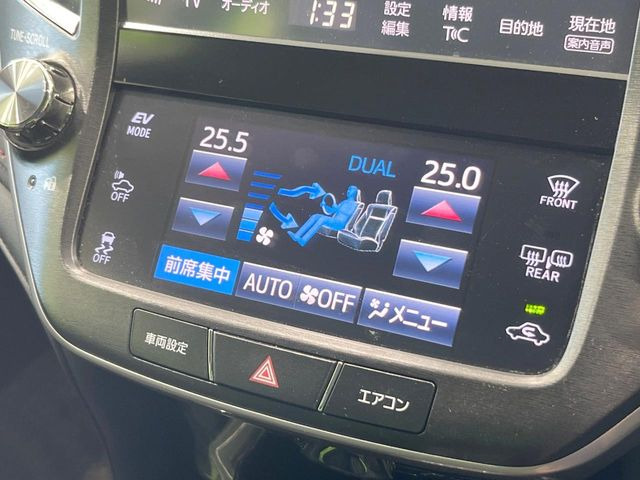 TV オーディオ 1:33 設定編集 情報 TCC 目的地 現在地 案内音声
TUNE・SCROLL
EV MODE
25.5 DUAL 25.0
OFF
FRONT
OFF
REAR
前席集中 AUTO OFF メニュー
車両設定 エアコン